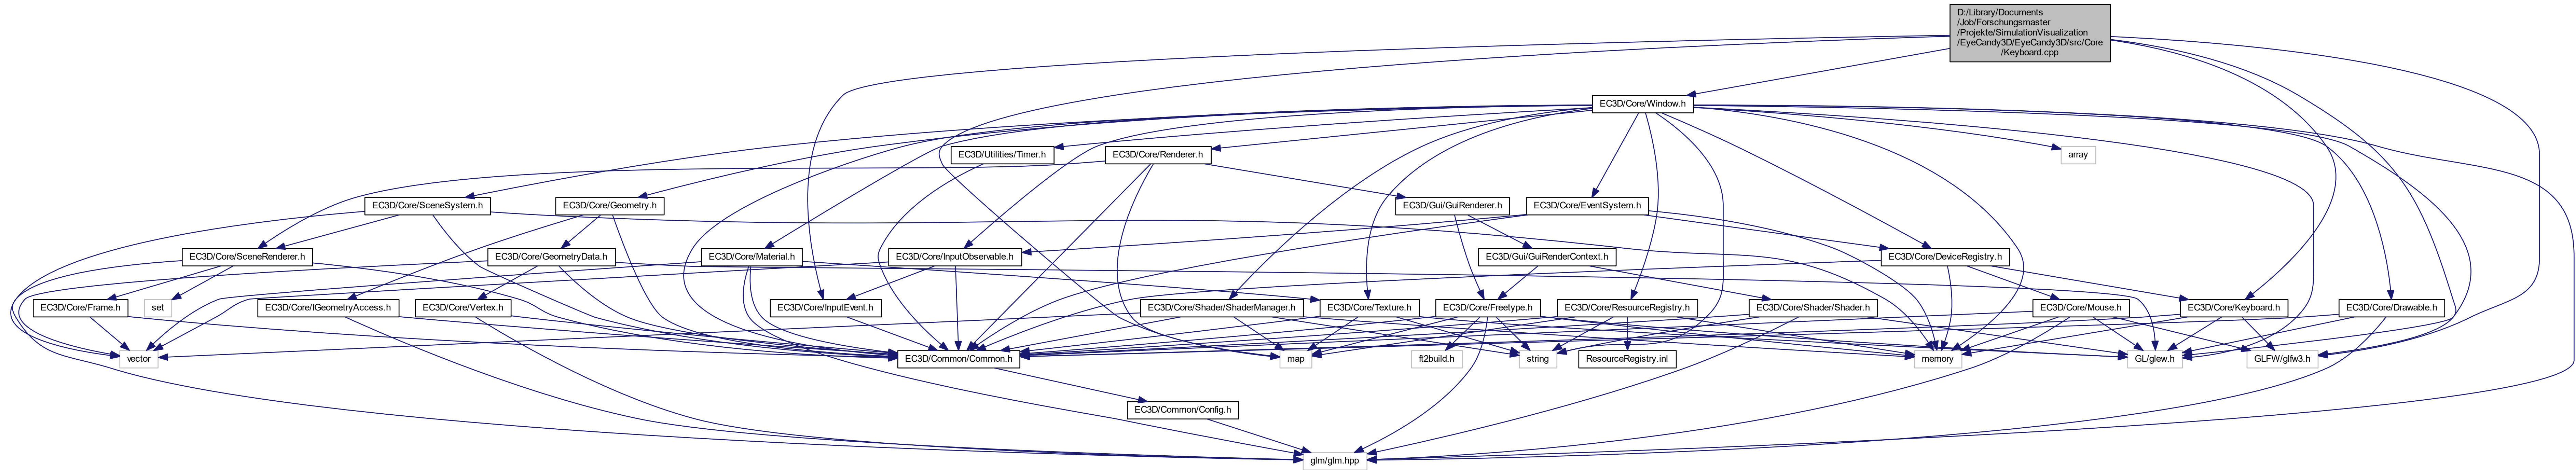 D:/Library/Documents
/Job/Forschungsmaster
/Projekte/SimulationVisualization
/EyeCandy3D/EyeCandy3D/src/Core
/Keyboard.cpp
EC3D/Core/Window.h
EC3D/Utilities/Timer.h
EC3D/Core/Renderer.h
array
EC3D/Core/SceneSystem.h
EC3D/Core/Geometry.h
EC3D/Gui/GuiRenderer.h
EC3D/Core/EventSystem.h
EC3D/Core/SceneRenderer.h
EC3D/Core/GeometryData.h
EC3D/Core/Material.h
EC3D/Core/InputObservable.h
EC3D/Gui/GuiRenderContext.h
EC3D/Core/DeviceRegistry.h
EC3D/Core/Frame.h
set
EC3D/Core/IGeometryAccess.h
EC3D/Core/Vertex.h
EC3D/Core/InputEvent.h
EC3D/Core/Shader/ShaderManager.h
EC3D/Core/Texture.h
EC3D/Core/Freetype.h
EC3D/Core/ResourceRegistry.h
EC3D/Core/Shader/Shader.h
EC3D/Core/Mouse.h
EC3D/Core/Keyboard.h
EC3D/Core/Drawable.h
vector
EC3D/Common/Common.h
map
ft2build.h
string
ResourceRegistry.inl
memory
GL/glew.h
GLFW/glfw3.h
EC3D/Common/Config.h
glm/glm.hpp